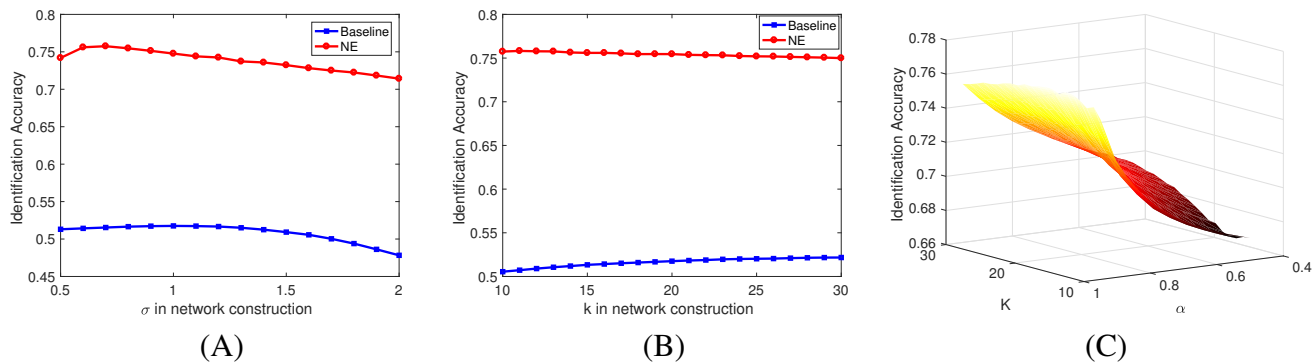 0.8
0.75
0.7
0.65
0.6
0.55
0.5
0.45
Identification Accuracy
0.5 1 1.5 2
σ in network construction
Baseline
NE
(A)
0.8
0.75
0.7
0.65
0.6
0.55
0.5
Identification Accuracy
10 15 20 25 30
k in network construction
Baseline
NE
(B)
0.78
0.76
0.74
0.72
0.7
0.68
0.66
Identification Accuracy
30
20
10
K
1
0.8
0.6
0.4
α
(C)